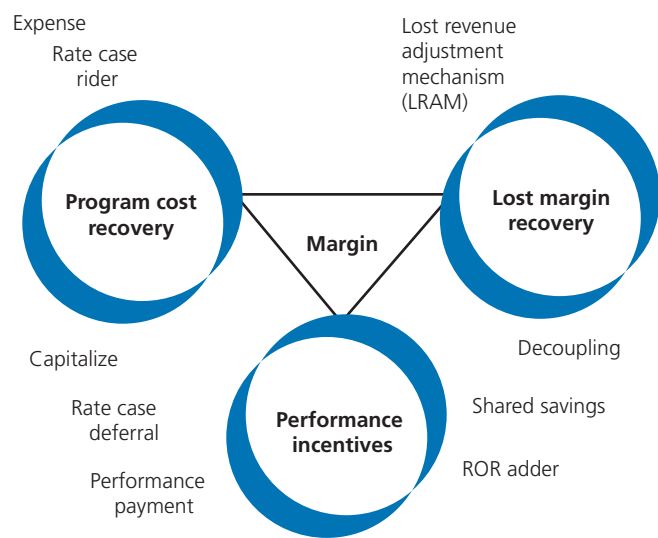 Expense
Rate case
rider
Lost revenue
adjustment
mechanism
(LRAM)
Program cost
recovery
Lost margin
recovery
Margin
Capitalize
Decoupling
Rate case
deferral
Shared savings
Performance
incentives
Performance
payment
ROR adder